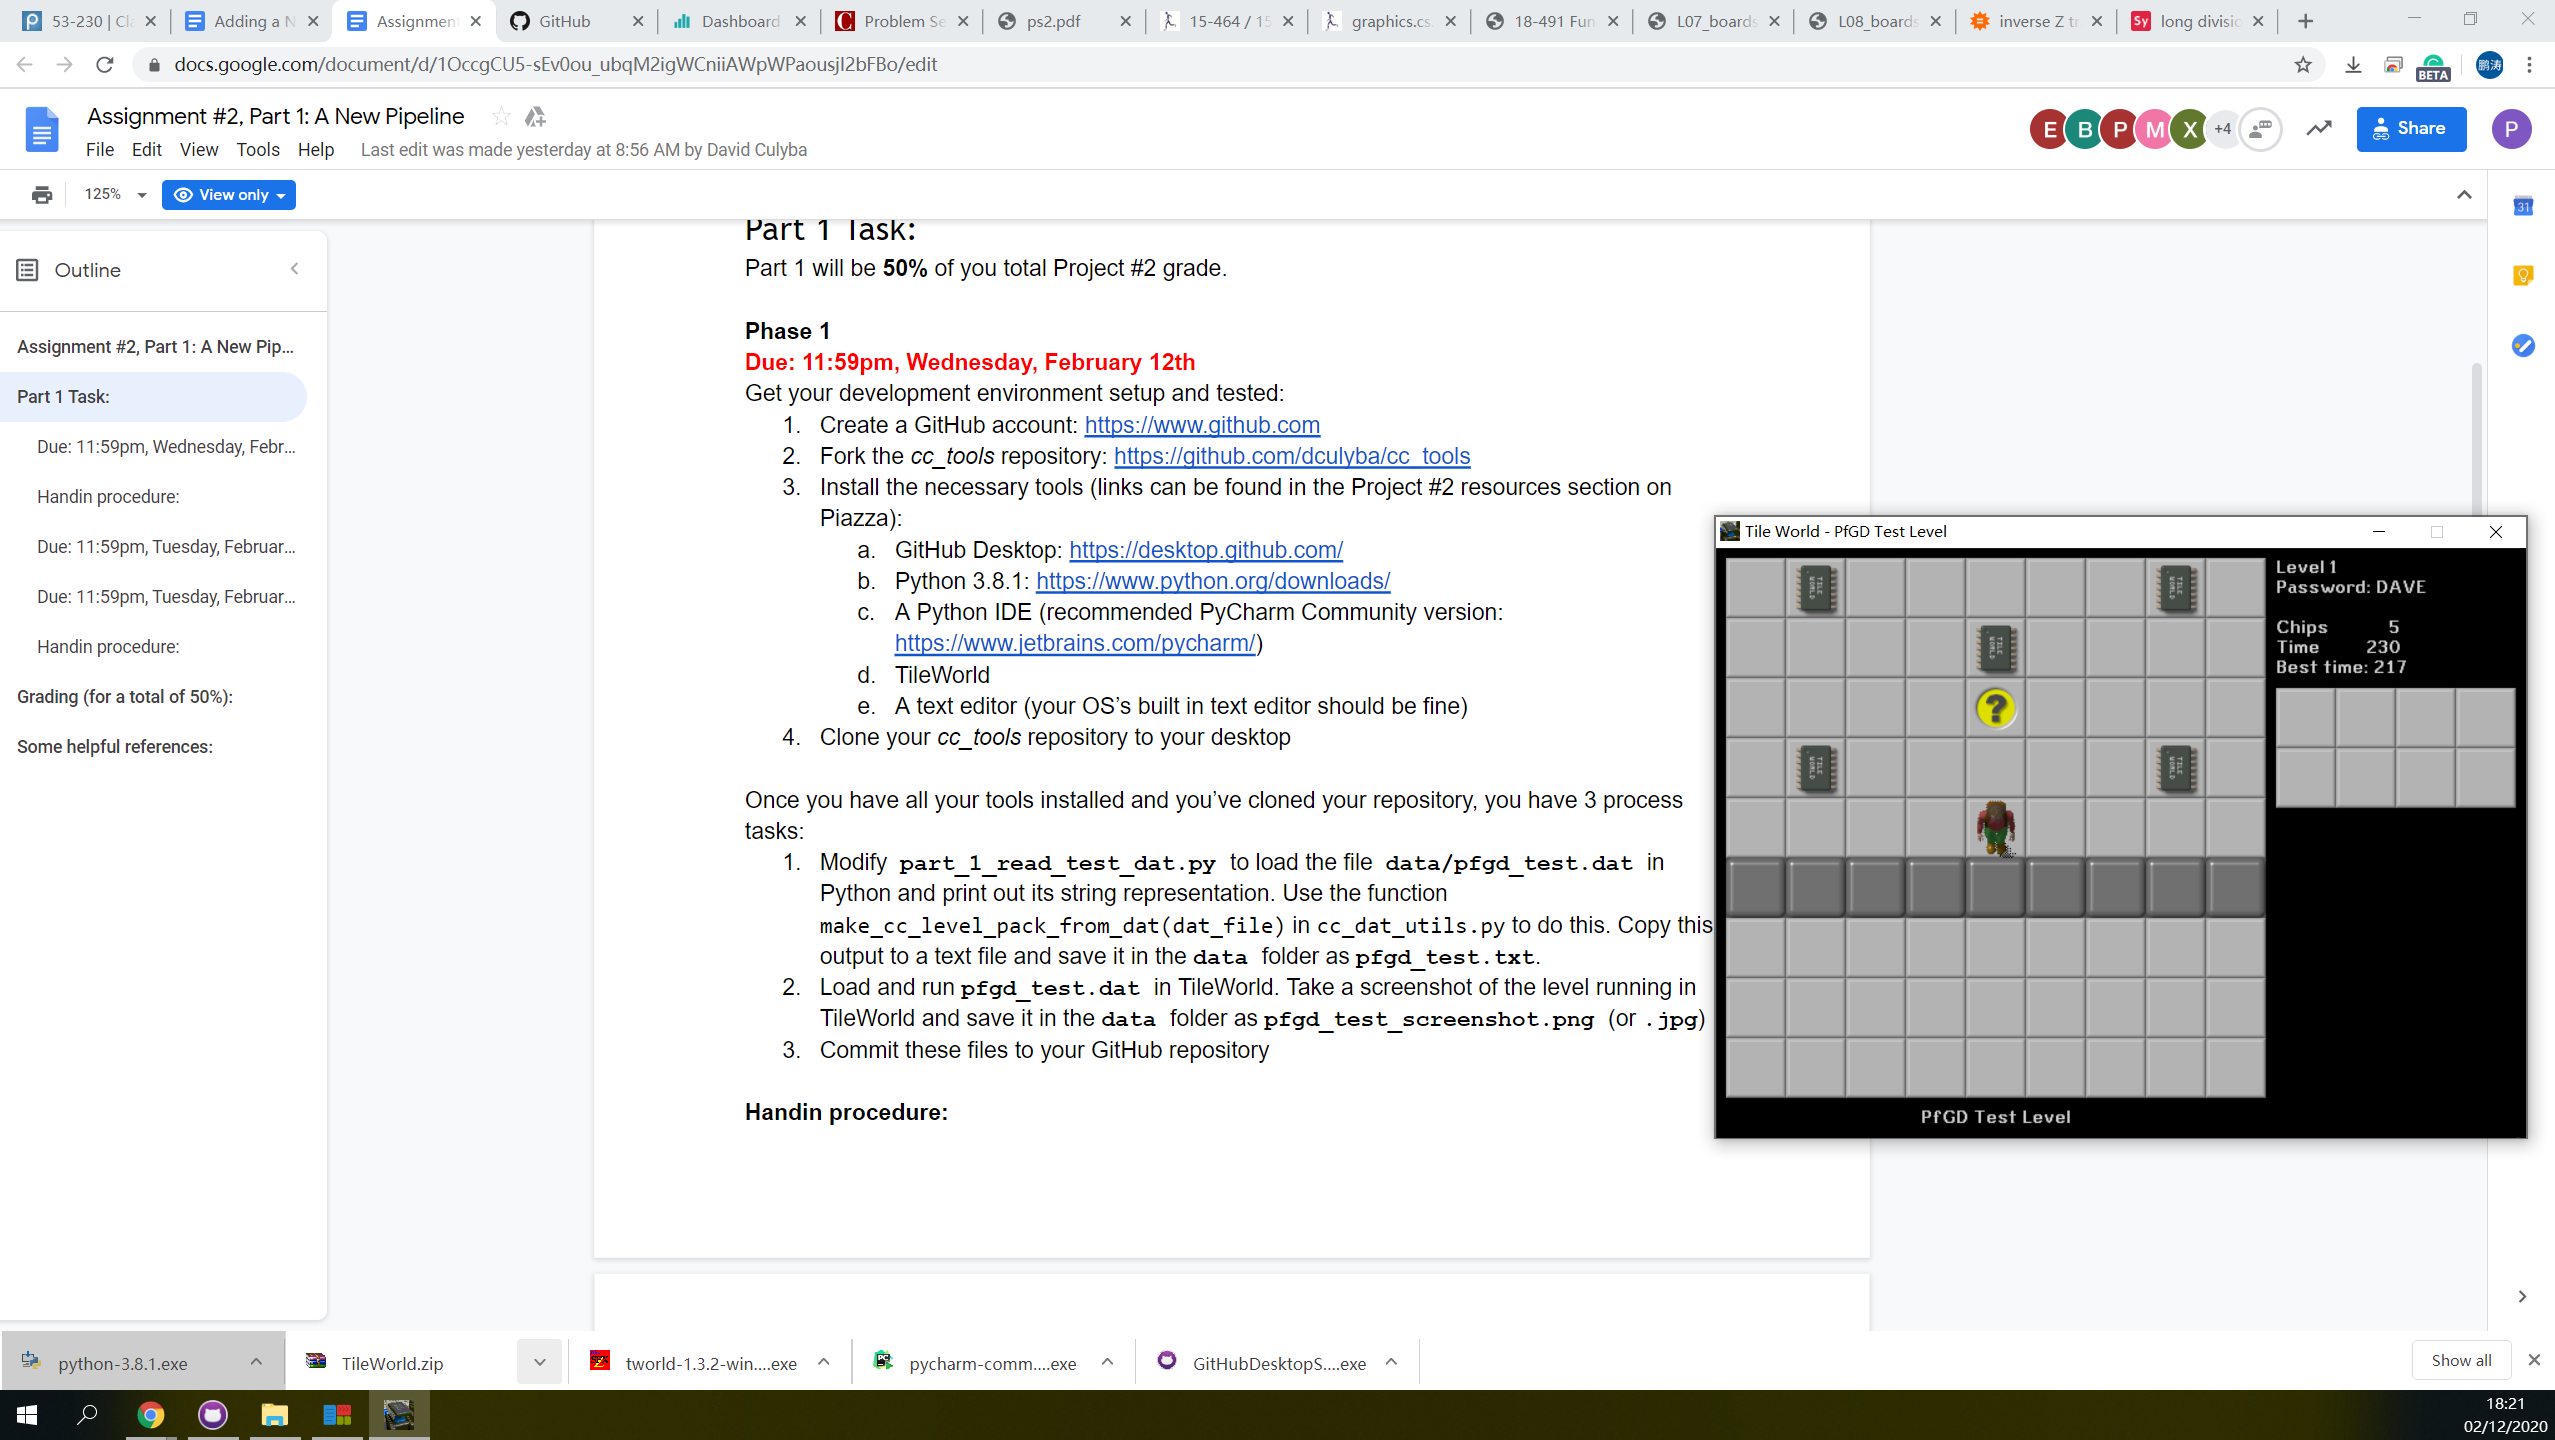 53-230 | Cla
Adding a N
Assignment
GitHub
Dashboard
Problem Se
ps2.pdf
15-464 / 15
graphics.cs.
18-491 Fun
L07_boards
L08_boards
inverse Z tr
long divisio
docs.google.com/document/d/1OccgCU5-sEv0ou_ubqM2igWCniiAWpWPaousjI2bFBo/edit
BETA
鹏涛
Assignment #2, Part 1: A New Pipeline
File Edit View Tools Help Last edit was made yesterday at 8:56 AM by David Culyba
E B P M X +4
Share
P
125%
View only
31
Outline
Assignment #2, Part 1: A New Pip...
Part 1 Task:
Due: 11:59pm, Wednesday, Febr...
Handin procedure:
Due: 11:59pm, Tuesday, Februar...
Due: 11:59pm, Tuesday, Februar...
Handin procedure:
Grading (for a total of 50%):
Some helpful references:
Part 1 Task:
Part 1 will be 50% of you total Project #2 grade.
Phase 1
Due: 11:59pm, Wednesday, February 12th
Get your development environment setup and tested:
1. Create a GitHub account: https://www.github.com
2. Fork the cc_tools repository: https://github.com/dculyba/cc_tools
3. Install the necessary tools (links can be found in the Project #2 resources section on
Piazza):
a. GitHub Desktop: https://desktop.github.com/
b. Python 3.8.1: https://www.python.org/downloads/
c. A Python IDE (recommended PyCharm Community version:
https://www.jetbrains.com/pycharm/)
d. TileWorld
e. A text editor (your OS’s built in text editor should be fine)
4. Clone your cc_tools repository to your desktop
Once you have all your tools installed and you’ve cloned your repository, you have 3 process
tasks:
1. Modify part_1_read_test_dat.py to load the file data/pfgd_test.dat in
Python and print out its string representation. Use the function
make_cc_level_pack_from_dat(dat_file) in cc_dat_utils.py to do this. Copy this
output to a text file and save it in the data folder as pfgd_test.txt.
2. Load and run pfgd_test.dat in TileWorld. Take a screenshot of the level running in
TileWorld and save it in the data folder as pfgd_test_screenshot.png (or .jpg)
3. Commit these files to your GitHub repository
Handin procedure:
Tile World - PfGD Test Level
TILE WORLD
TILE WORLD
TILE WORLD
?
TILE WORLD
TILE WORLD
Level 1
Password: DAVE
Chips 5
Time 230
Best time: 217
PfGD Test Level
python-3.8.1.exe
TileWorld.zip
tworld-1.3.2-win....exe
pycharm-comm....exe
GitHubDesktopS....exe
Show all
18:21
02/12/2020